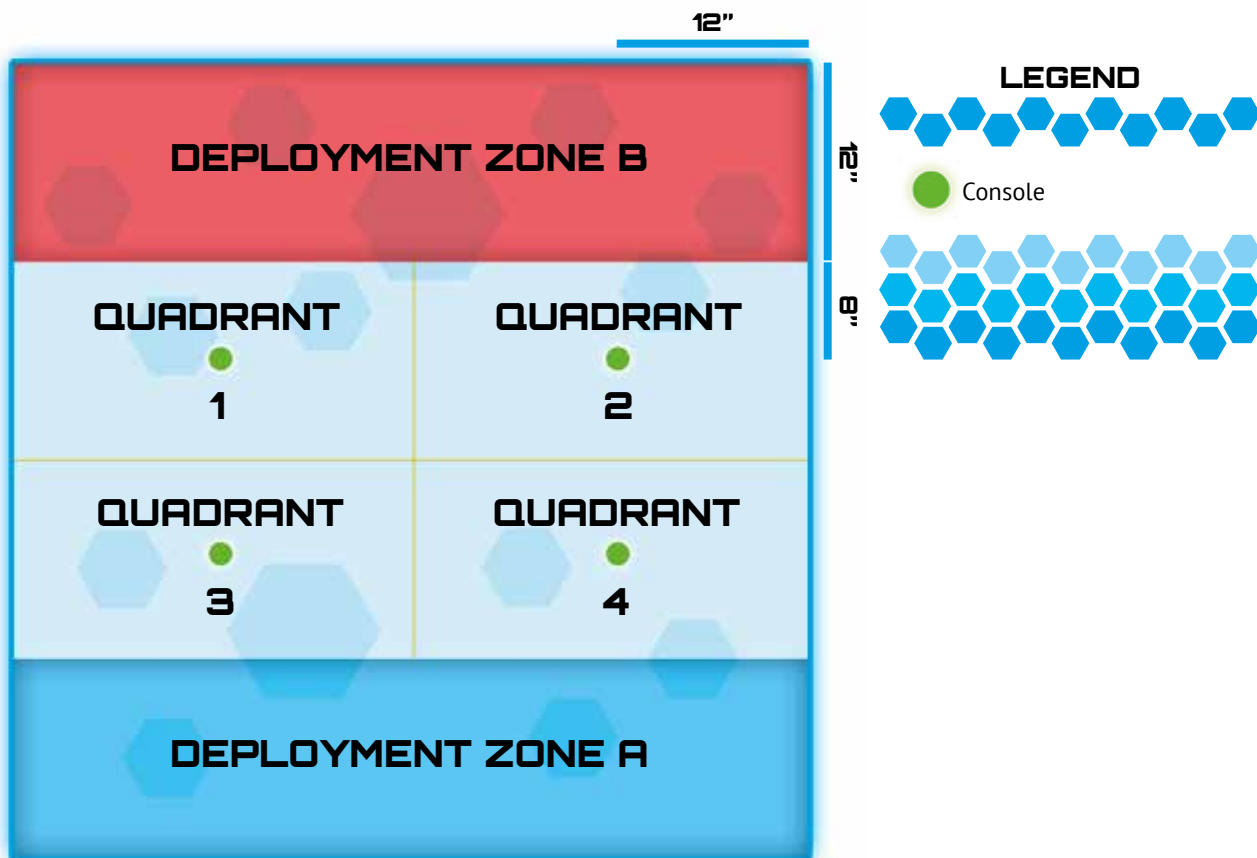 12”
DEPLOYMENT ZONE B
12”
LEGEND
Console
QUADRANT
1
QUADRANT
2
8”
QUADRANT
3
QUADRANT
4
DEPLOYMENT ZONE A